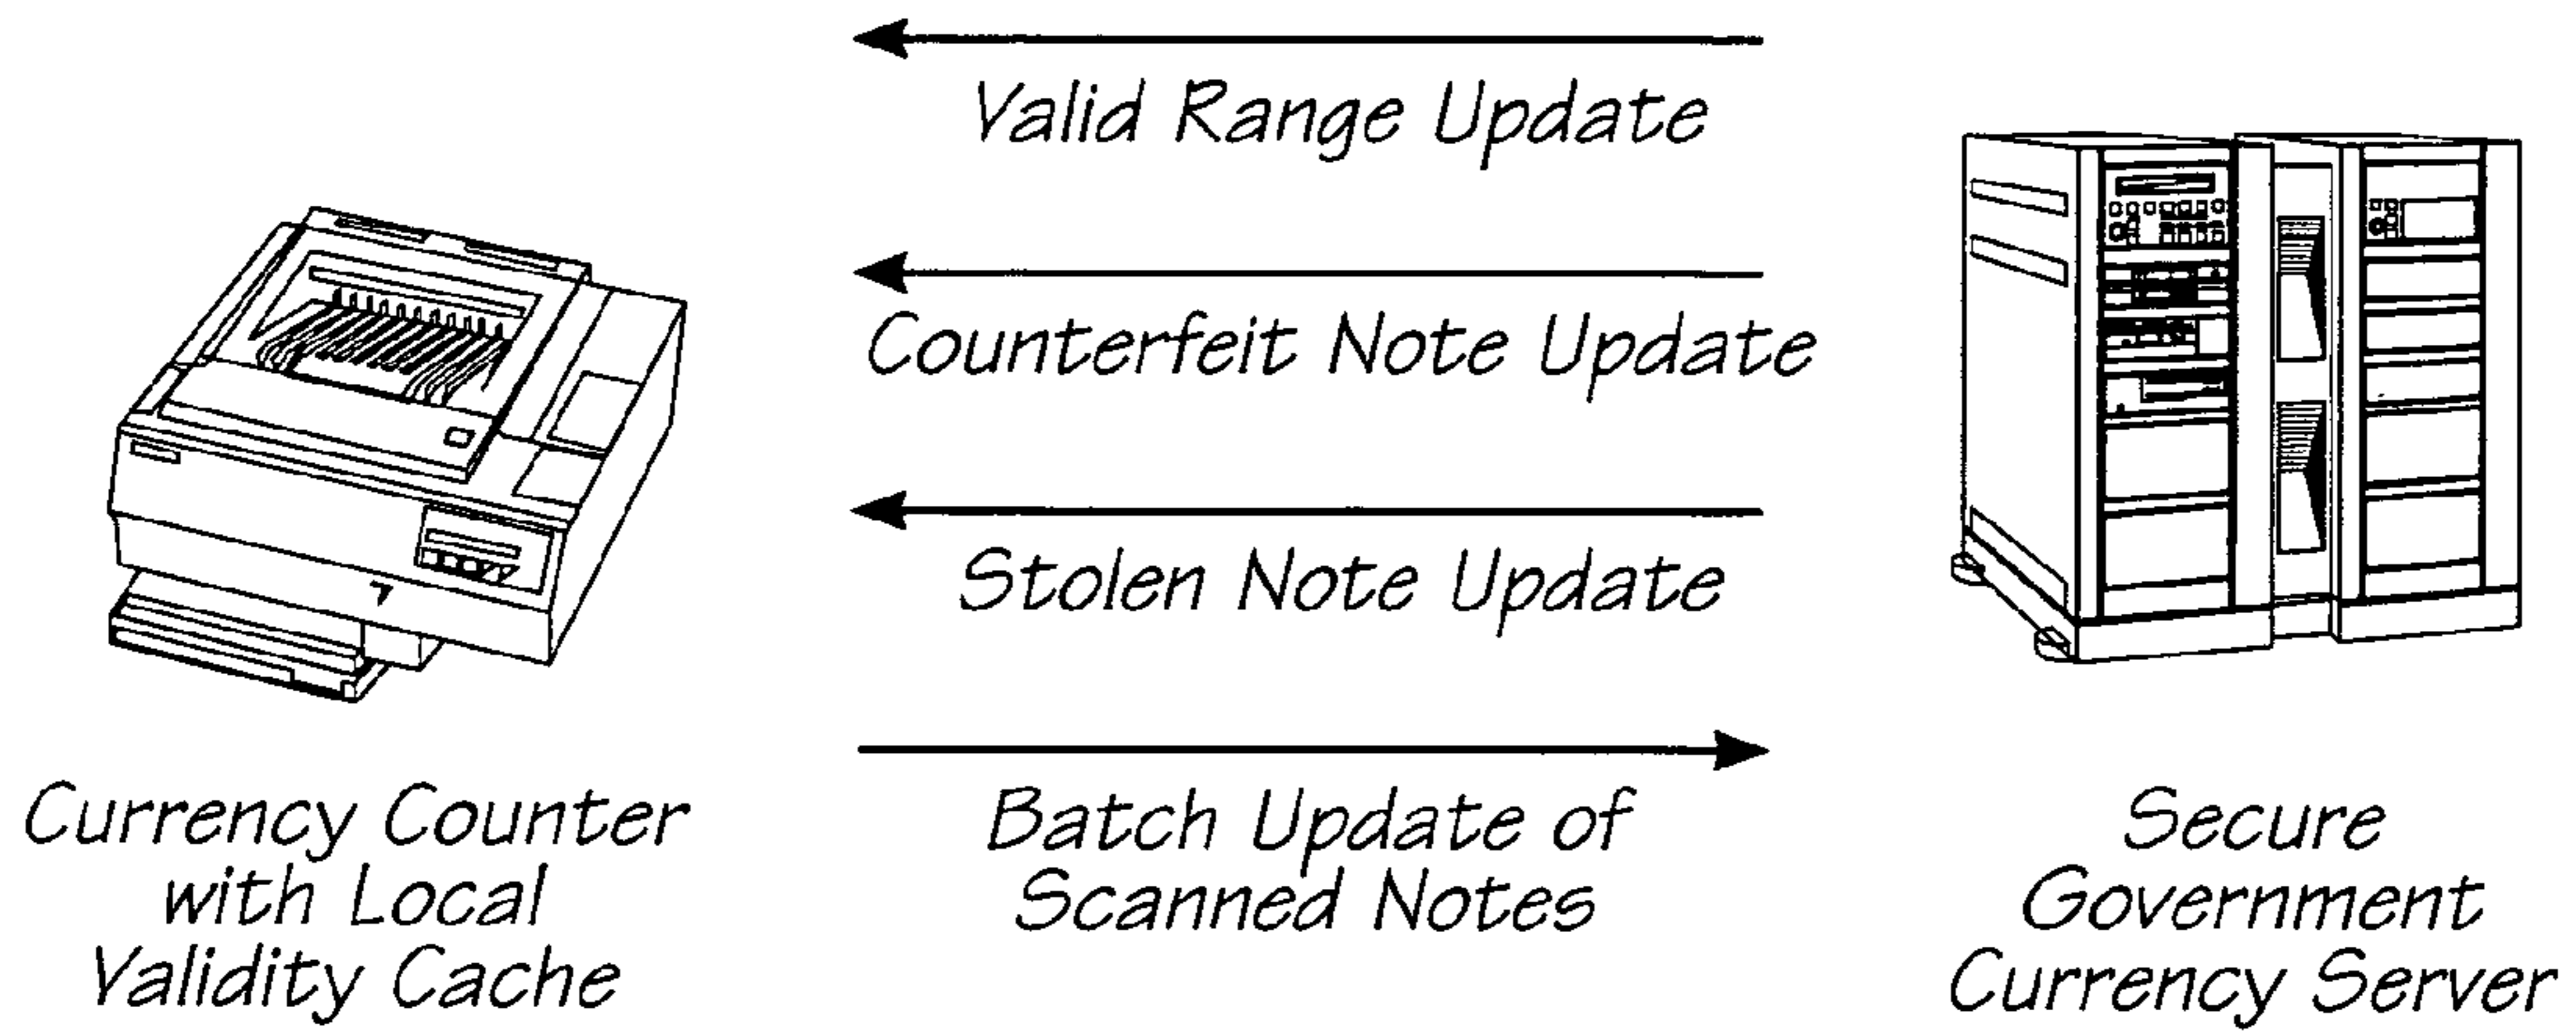 Valid Range Update
Counterfeit Note Update
Stolen Note Update
Batch Update of
Scanned Notes
Currency Counter
with Local
Validity Cache
Secure
Government
Currency Server